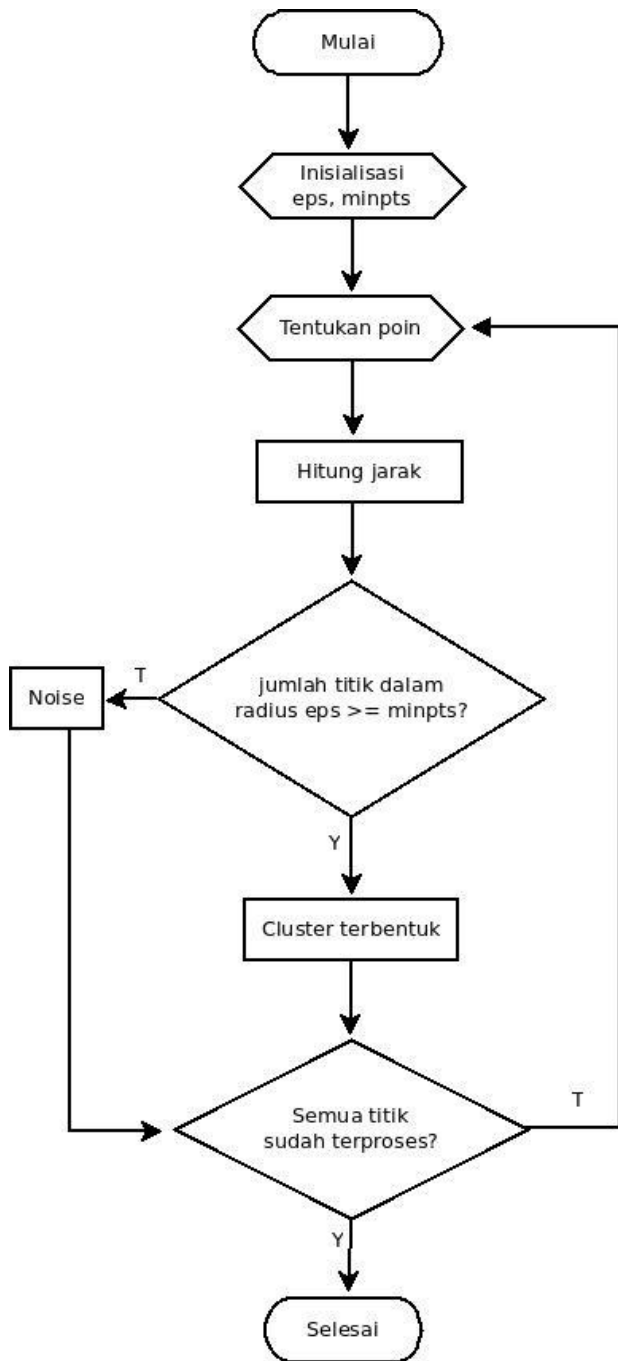 Mulai
Inisialisasi
eps, minpts
Tentukan poin
Hitung jarak
jumlah titik dalam
radius eps >= minpts?
T
Noise
Y
Cluster terbentuk
Semua titik
sudah terproses?
T
Y
Selesai